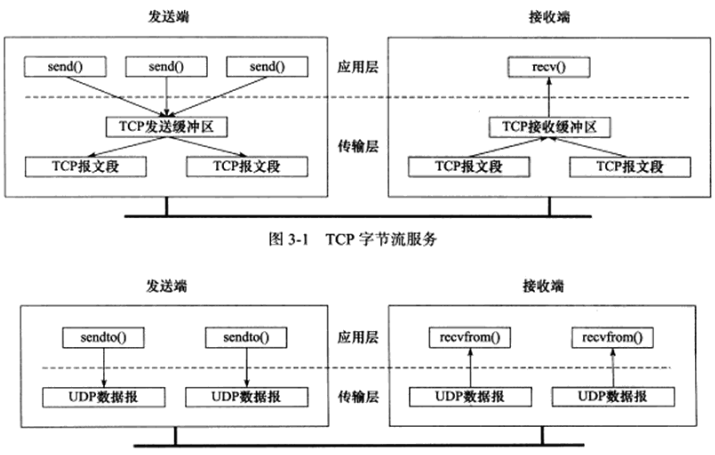 发送端 接收端
send() send() send() 应用层 recv()
TCP发送缓冲区 TCP接收缓冲区
传输层
TCP报文段 TCP报文段 TCP报文段 TCP报文段
图 3-1 TCP 字节流服务
发送端 接收端
sendto() sendto() 应用层 recvfrom() recvfrom()
UDP数据报 UDP数据报 传输层 UDP数据报 UDP数据报